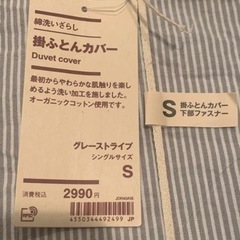 綿洗いざらし
掛ふとんカバー
Duvet cover
最初からやわらかな肌触りを楽し
めるよう洗い加工を施しました。
オーガニックコットン使用です。
グレーストライプ
シングルサイズ
S
消費税込 2990円
4550344492499 JP
S 掛ふとんカバー
下部ファスナー